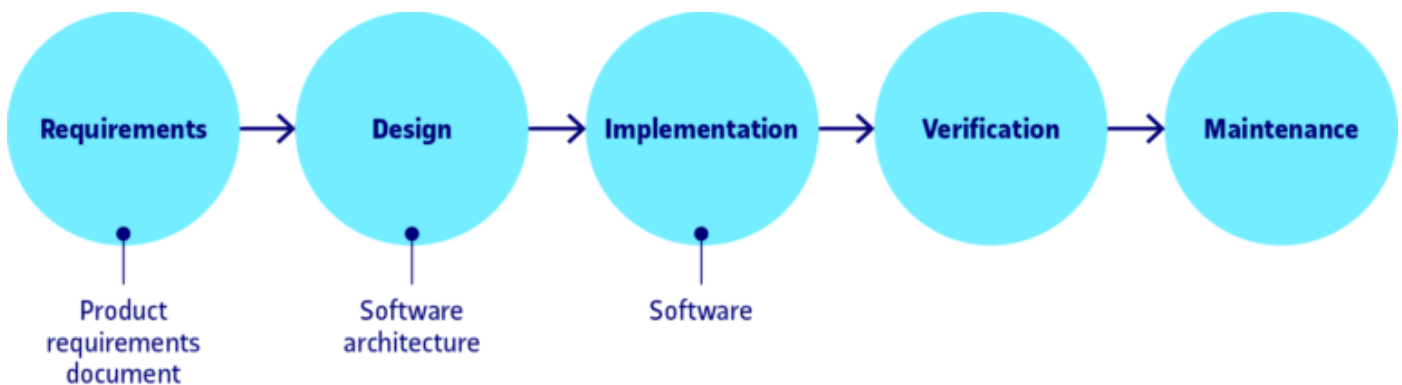 Requirements
Design
Implementation
Verification
Maintenance
Product
requirements
document
Software
architecture
Software